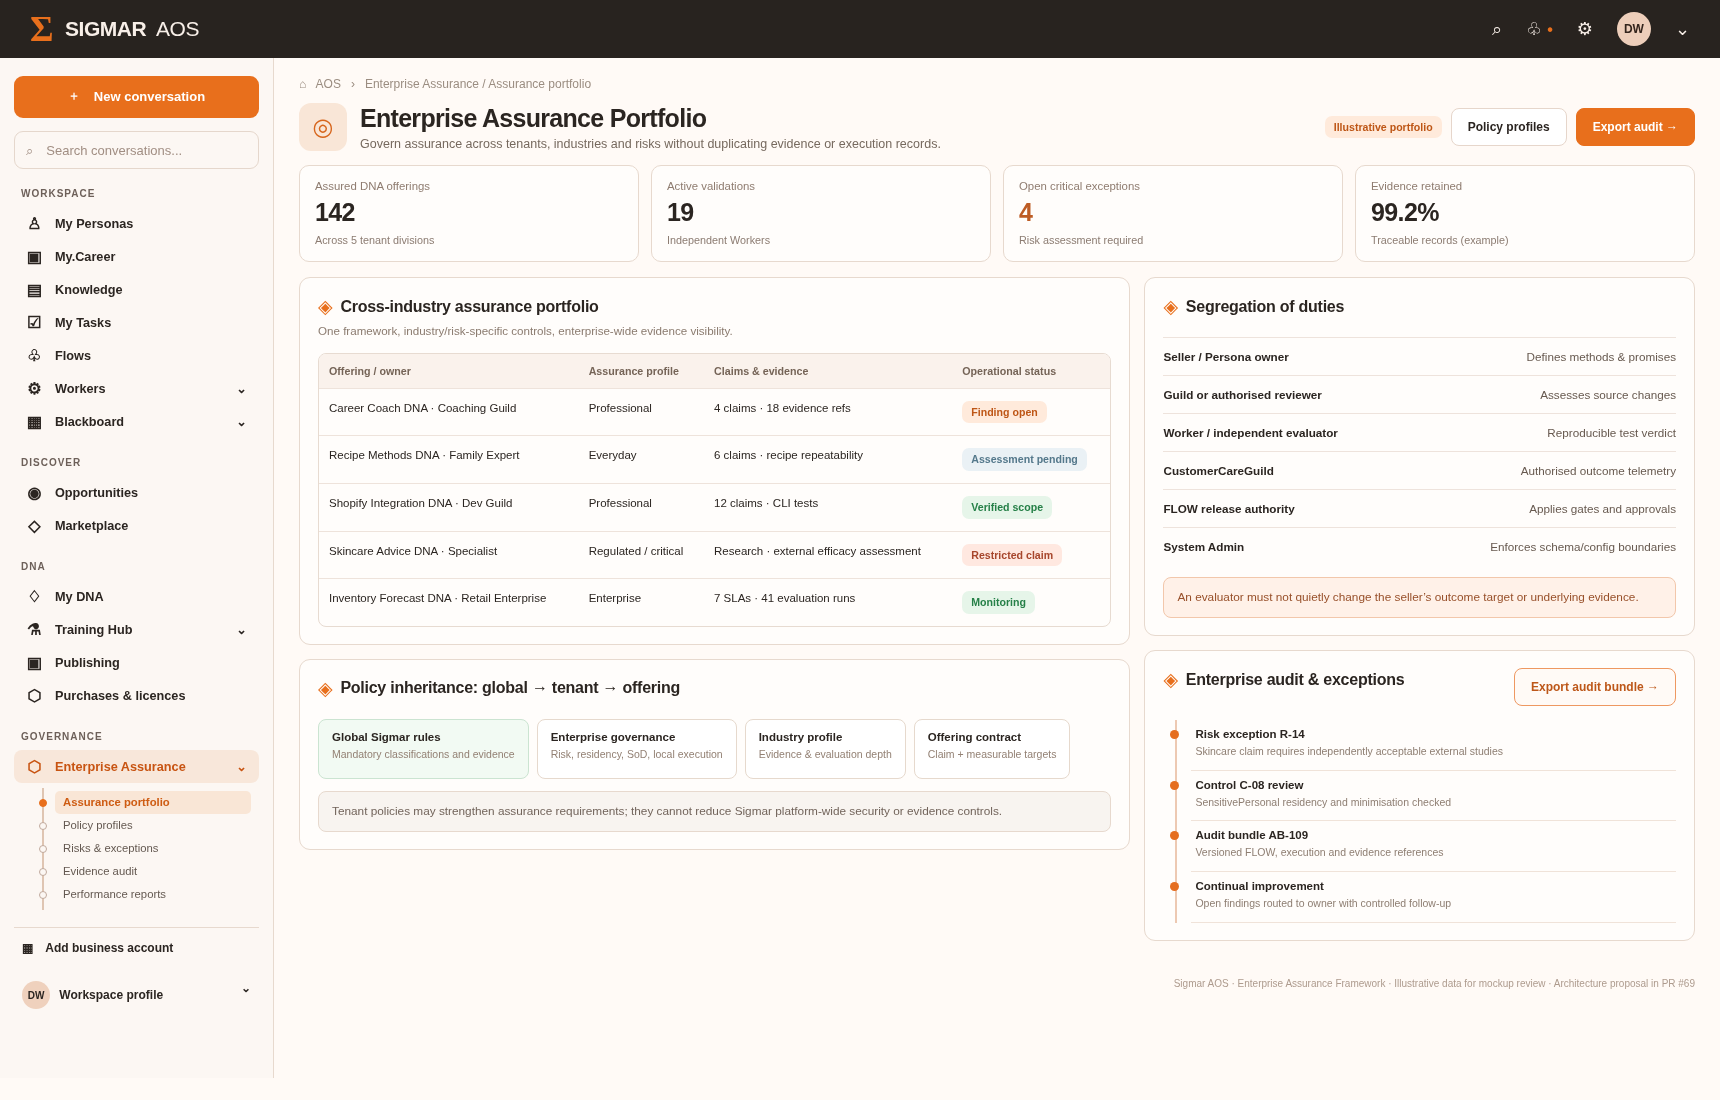 SIGMAR AOS
DW
+ New conversation
Search conversations...
WORKSPACE
My Personas
My.Career
Knowledge
My Tasks
Flows
Workers
Blackboard
DISCOVER
Opportunities
Marketplace
DNA
My DNA
Training Hub
Publishing
Purchases & licences
GOVERNANCE
Enterprise Assurance
Assurance portfolio
Policy profiles
Risks & exceptions
Evidence audit
Performance reports
Add business account
DW Workspace profile
AOS › Enterprise Assurance / Assurance portfolio
Enterprise Assurance Portfolio
Govern assurance across tenants, industries and risks without duplicating evidence or execution records.
Illustrative portfolio
Policy profiles
Export audit →
Assured DNA offerings
142
Across 5 tenant divisions
Active validations
19
Independent Workers
Open critical exceptions
4
Risk assessment required
Evidence retained
99.2%
Traceable records (example)
Cross-industry assurance portfolio
One framework, industry/risk-specific controls, enterprise-wide evidence visibility.
Offering / owner Assurance profile Claims & evidence Operational status
Career Coach DNA · Coaching Guild Professional 4 claims · 18 evidence refs Finding open
Recipe Methods DNA · Family Expert Everyday 6 claims · recipe repeatability Assessment pending
Shopify Integration DNA · Dev Guild Professional 12 claims · CLI tests Verified scope
Skincare Advice DNA · Specialist Regulated / critical Research · external efficacy assessment Restricted claim
Inventory Forecast DNA · Retail Enterprise Enterprise 7 SLAs · 41 evaluation runs Monitoring
Policy inheritance: global → tenant → offering
Global Sigmar rules
Mandatory classifications and evidence
Enterprise governance
Risk, residency, SoD, local execution
Industry profile
Evidence & evaluation depth
Offering contract
Claim + measurable targets
Tenant policies may strengthen assurance requirements; they cannot reduce Sigmar platform-wide security or evidence controls.
Segregation of duties
Seller / Persona owner Defines methods & promises
Guild or authorised reviewer Assesses source changes
Worker / independent evaluator Reproducible test verdict
CustomerCareGuild Authorised outcome telemetry
FLOW release authority Applies gates and approvals
System Admin Enforces schema/config boundaries
An evaluator must not quietly change the seller’s outcome target or underlying evidence.
Enterprise audit & exceptions
Export audit bundle →
Risk exception R-14
Skincare claim requires independently acceptable external studies
Control C-08 review
SensitivePersonal residency and minimisation checked
Audit bundle AB-109
Versioned FLOW, execution and evidence references
Continual improvement
Open findings routed to owner with controlled follow-up
Sigmar AOS · Enterprise Assurance Framework · Illustrative data for mockup review · Architecture proposal in PR #69